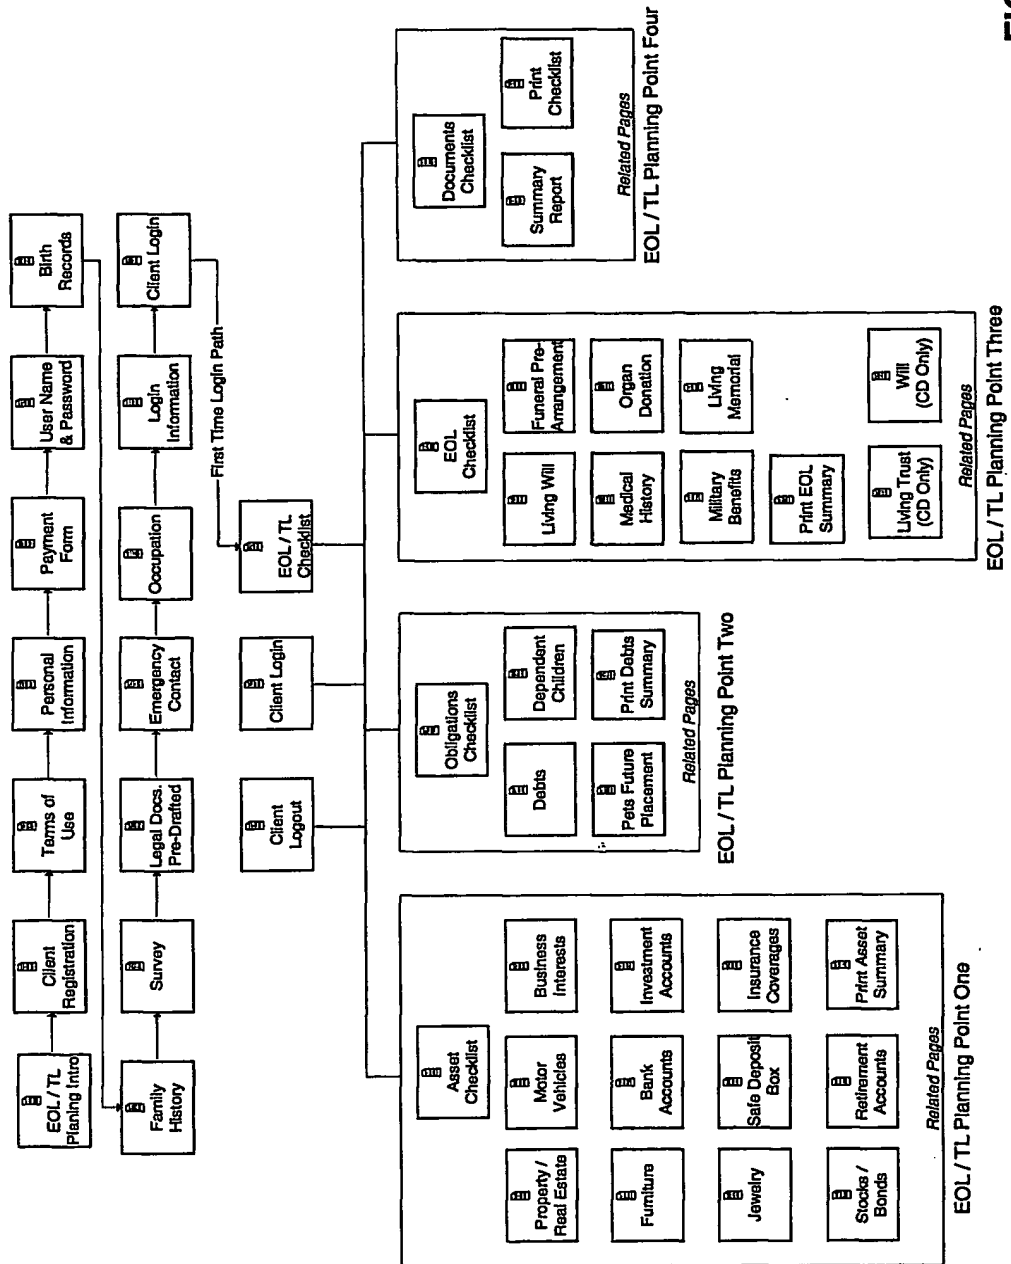 EOL / TL
Planing Intro
Client
Registration
Terms of
Use
Personal
Information
Payment
Form
User Name
& Password
Birth
Records
Family
History
Survey
Legal Docs.
Pre-Drafted
Emergency
Contact
Occupation
Login
Information
Client Login
First Time Login Path
Client
Logout
Client Login
EOL / TL
Checklist
Asset
Checklist
Property /
Real Estate
Motor
Vehicles
Business
Interests
Furniture
Bank
Accounts
Investment
Accounts
Jewelry
Safe Deposit
Box
Insurance
Coverages
Stocks /
Bonds
Retirement
Accounts
Print Asset
Summary
Related Pages
EOL / TL Planning Point One
Obligations
Checklist
Debts
Dependent
Children
Pets Future
Placement
Print Debts
Summary
Related Pages
EOL / TL Planning Point Two
EOL
Checklist
Living Will
Funeral Pre-
Arrangement
Medical
History
Organ
Donation
Military
Benefits
Living
Memorial
Print EOL
Summary
Living Trust
(CD Only)
Will
(CD Only)
Related Pages
EOL / TL Planning Point Three
Documents
Checklist
Summary
Report
Print
Checklist
Related Pages
EOL / TL Planning Point Four